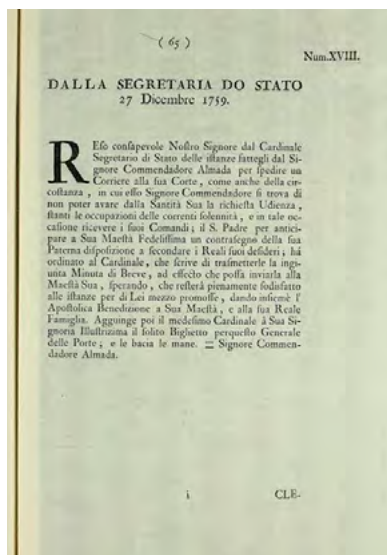 ( 65 )
Num.XVIII.
DALLA SEGRETARIA DO STATO
27 Dicembre 1759.
REſo conſapevole Noſtro Signore dal Cardinale
Segretario di Stato delle iſtanze fattegli dal Si-
gnore Commendadore Almada per ſpedire un
Corriere alla ſua Corte , come anche della cir-
coſtanza , in cui eſſo Signore Commendadore ſi trova di
non poter avere dalla Santità Sua la richieſta Udienza ,
ſtanti le occupazioni delle correnti ſolennità , e in tale oc-
caſione ricevere i ſuoi Comandi ; il S. Padre per antici-
pare a Sua Maeſtà Fedeliſſima un contraſegno della ſua
Paterna diſpoſizione a ſecondare i Reali ſuoi deſideri ; ha
ordinato al Cardinale , che ſcrive di traſmetterle la ingi-
unta Minuta di Breve , ad effecto che poſſa inviarla alla
Maeſtà Sua , ſperando , che reſterà pienamente ſodisfatto
alle iſtanze per di Lei mezzo promoſſe , dando inſieme l'
Apoſtolica Benedizione a Sua Maeſtà , e alla ſua Reale
Famiglia. Aggiunge poi il medeſimo Cardinale à Sua Si-
gnoria Illuſtriſſima il ſolito Biglietto perqueſto Generale
delle Porte ; e le bacia le mane. = Signore Commen-
dadore Almada.
i
CLE-